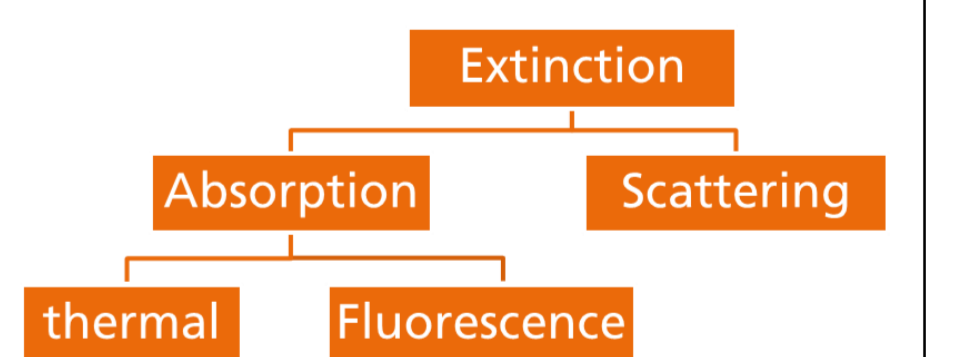 Extinction
Absorption
Scattering
thermal
Fluorescence